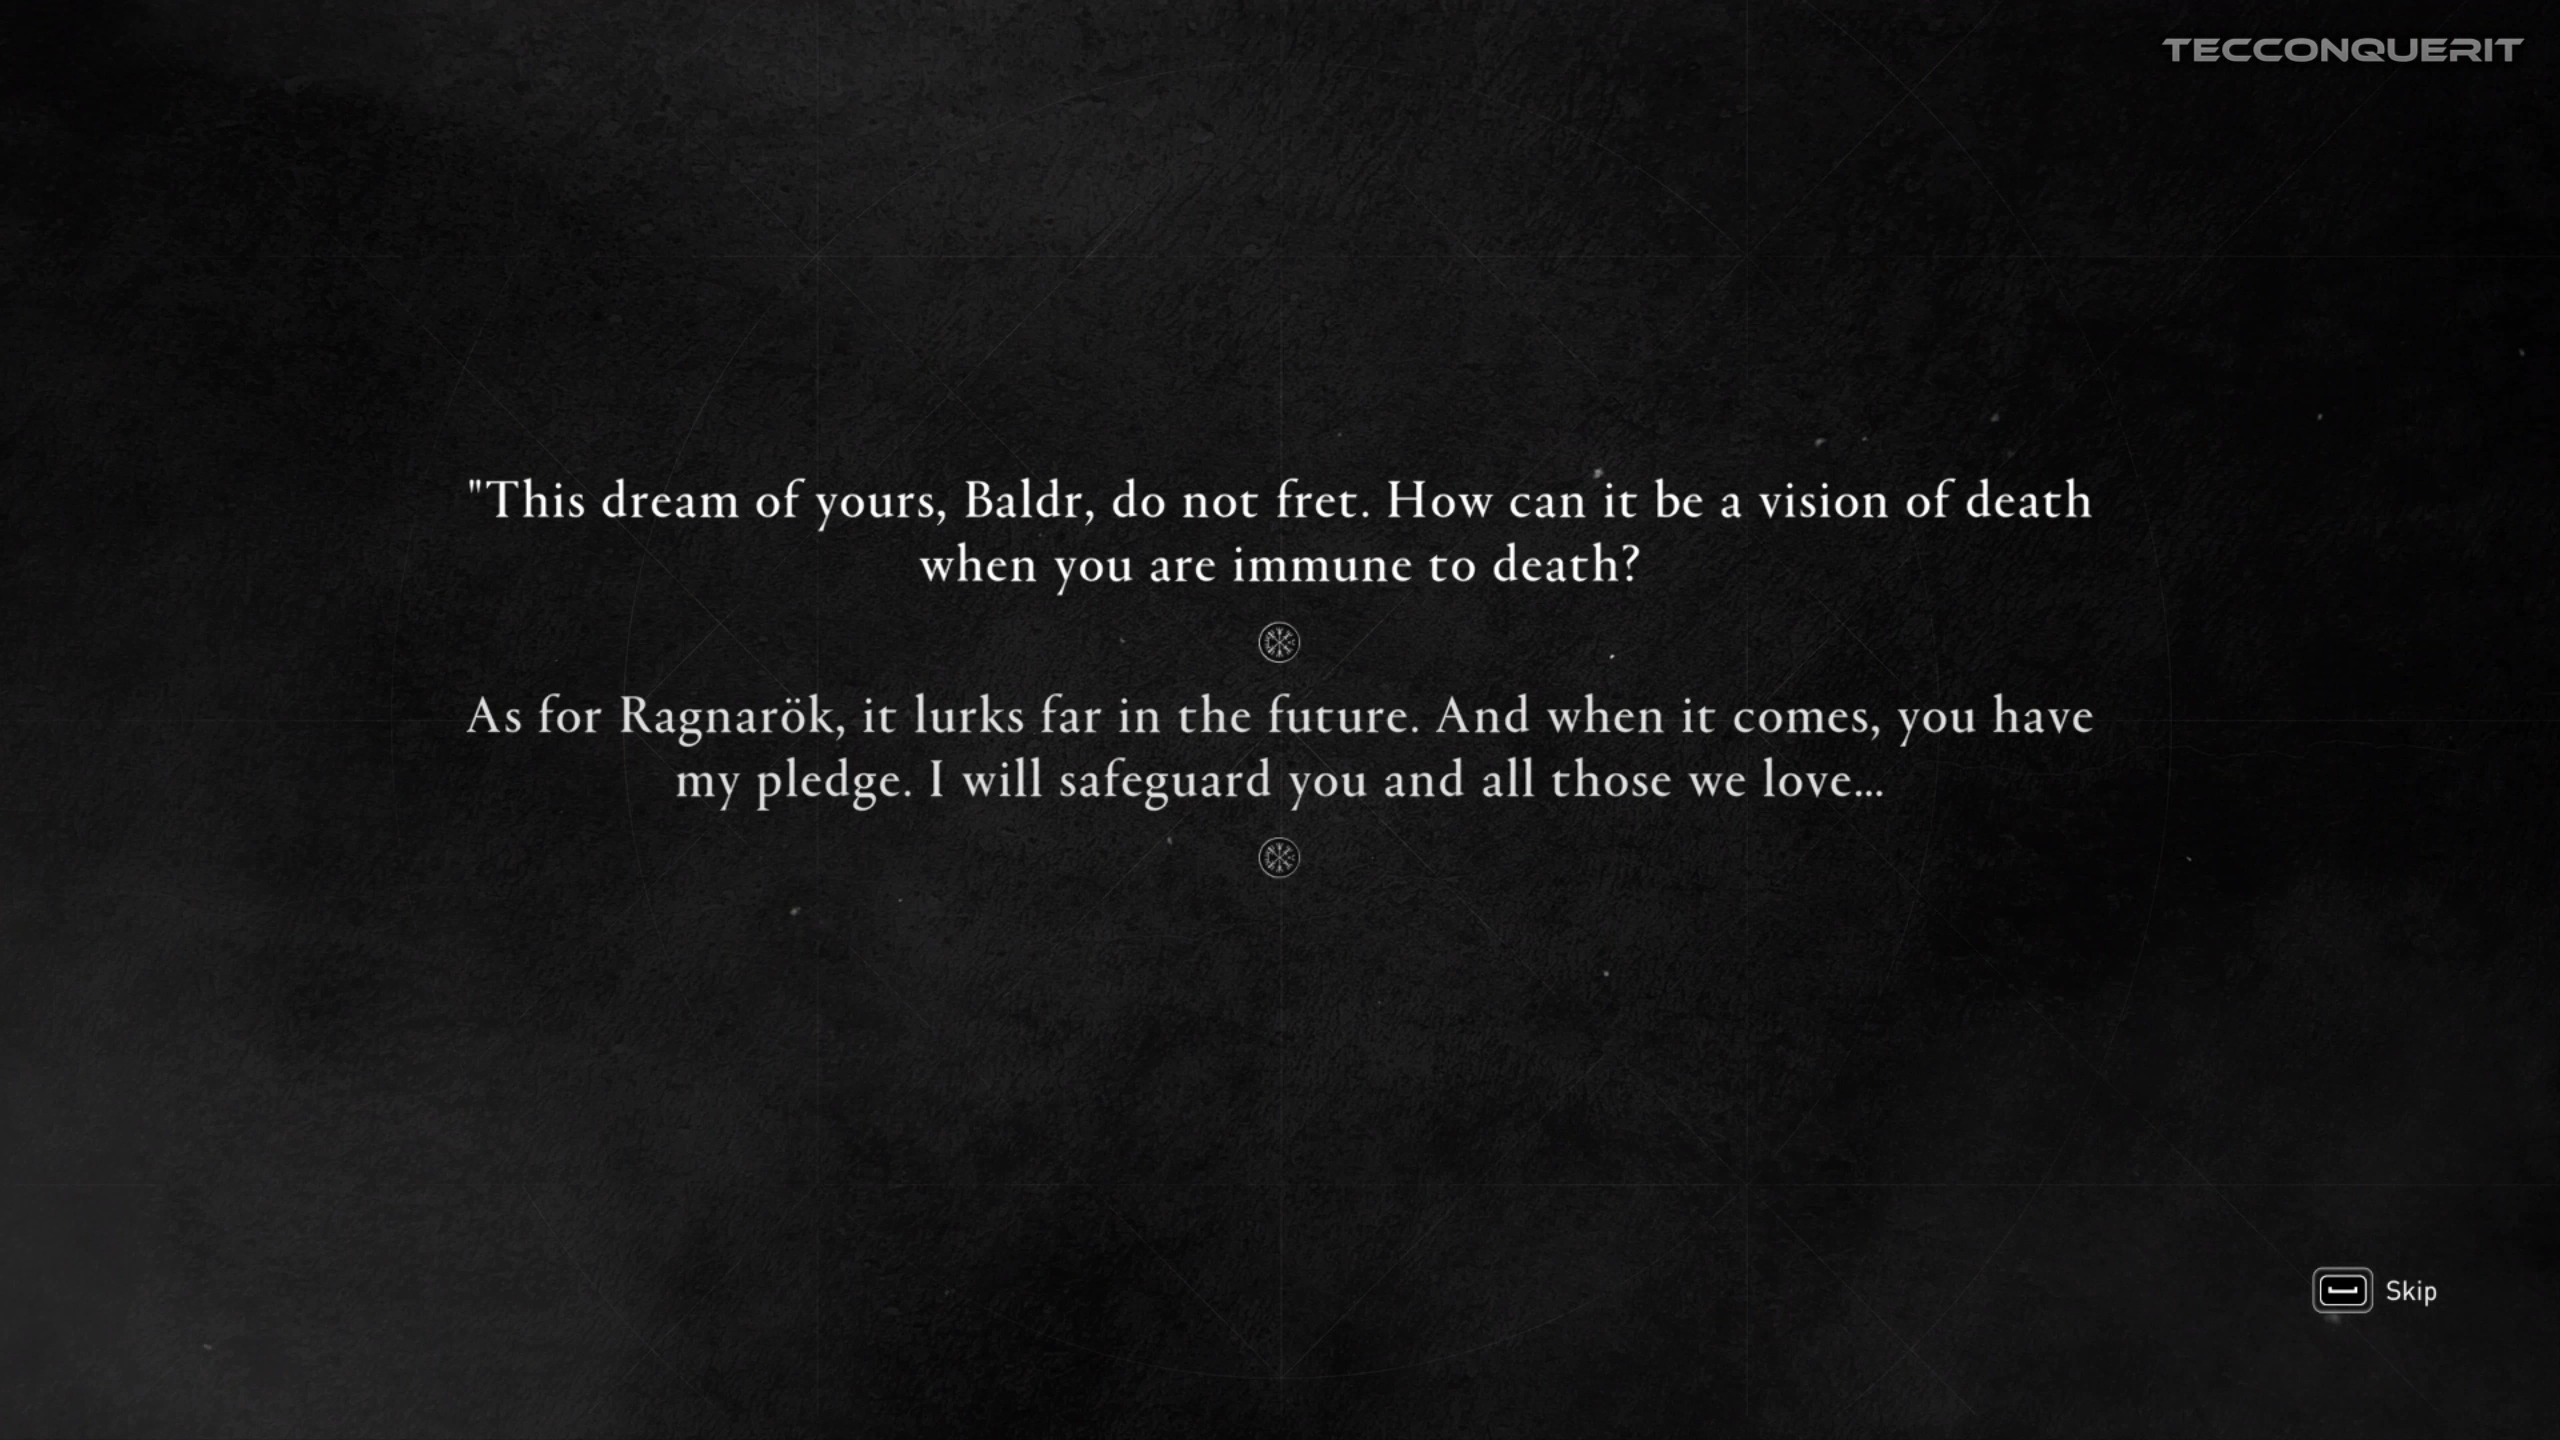 TECCONQUERIT
"This dream of yours, Baldr, do not fret. How can it be a vision of death
when you are immune to death?
As for Ragnarök, it lurks far in the future. And when it comes, you have
my pledge. I will safeguard you and all those we love...
Skip